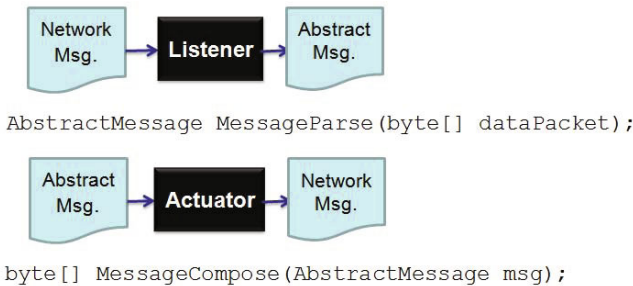 Network Msg.
Listener
Abstract Msg.
AbstractMessage MessageParse(byte[] dataPacket);
Abstract Msg.
Actuator
Network Msg.
byte[] MessageCompose(AbstractMessage msg);